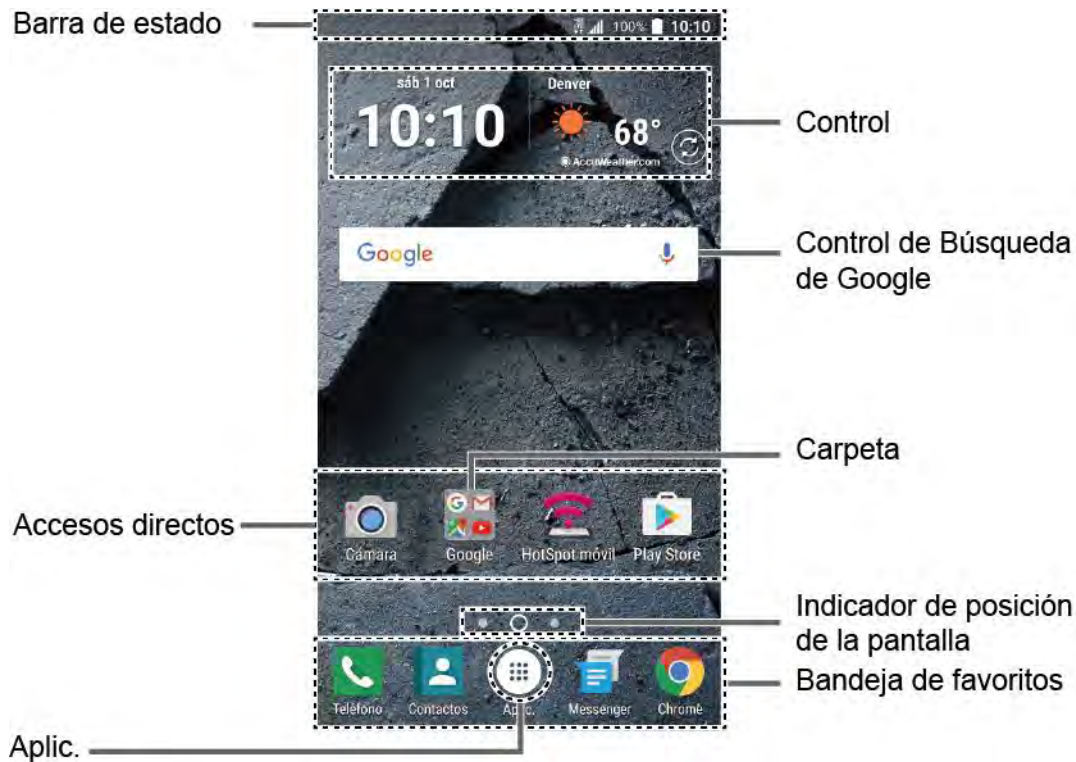 Barra de estado
100% 10:10
sáb 1 oct
Denver
10:10
68°
AccuWeather.com
Control
Google
Control de Búsqueda
de Google
Carpeta
Accesos directos
Cámara
Google
HotSpot móvil
Play Store
Indicador de posición
de la pantalla
Teléfono
Contactos
Aplic.
Messenger
Chrome
Bandeja de favoritos
Aplic.